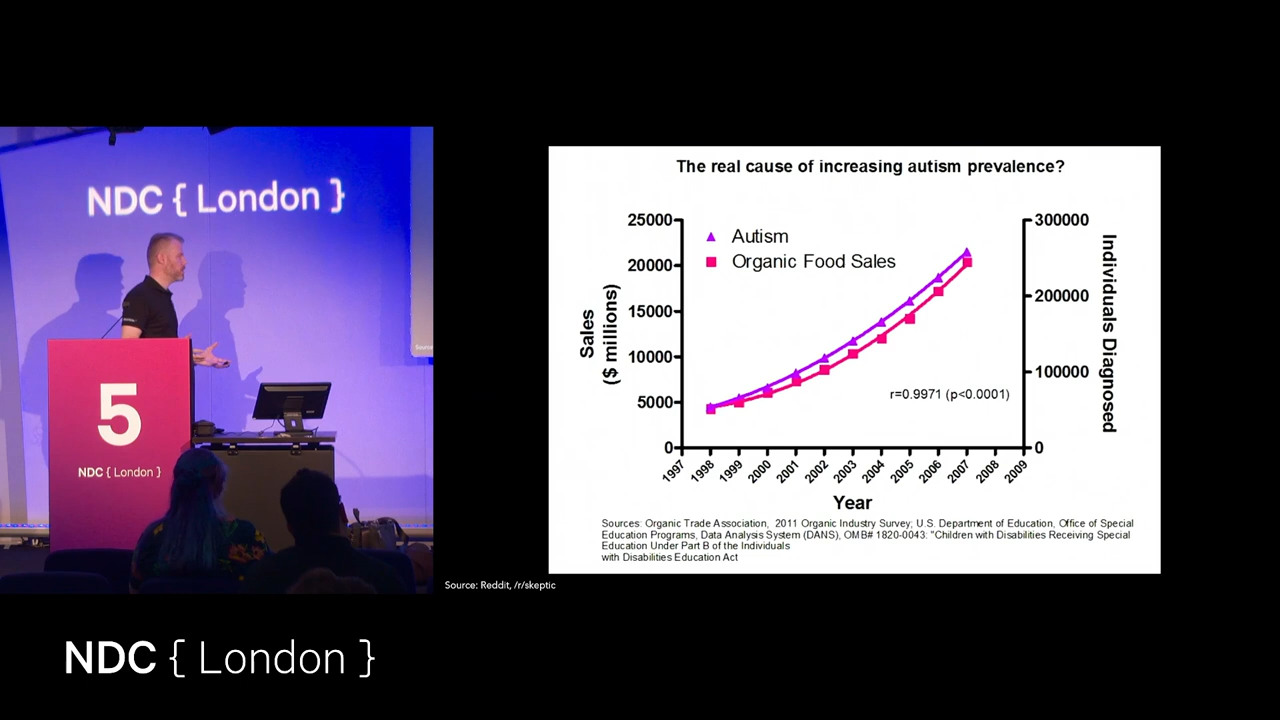 NDC { London }
5
NDC { London }
The real cause of increasing autism prevalence?
25000
20000
15000
10000
5000
0
Sales
($ millions)
Autism
Organic Food Sales
r=0.9971 (p<0.0001)
300000
200000
100000
0
Individuals Diagnosed
1997
1998
1999
2000
2001
2002
2003
2004
2005
2006
2007
2008
2009
Year
Sources: Organic Trade Association, 2011 Organic Industry Survey; U.S. Department of Education, Office of Special
Education Programs, Data Analysis System (DANS), OMB# 1820-0043: "Children with Disabilities Receiving Special
Education Under Part B of the Individuals
with Disabilities Education Act
Source: Reddit, /r/skeptic
NDC { London }